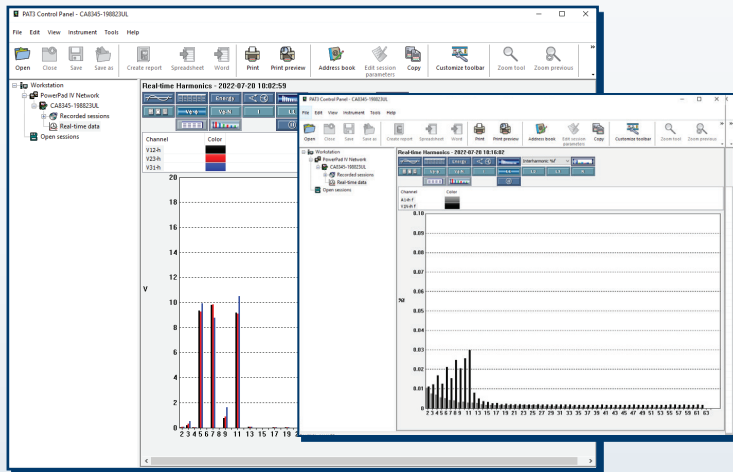 PAT3 Control Panel - CA8345-198823UL
File Edit View Instrument Tools Help
Open Close Save Save as Create report Spreadsheet Word Print Print preview Address book Edit session parameters Copy Customize toolbar Zoom tool Zoom previous
Workstation
PowerPad IV Network
CA8345-198823UL
Recorded sessions
Real-time data
Open sessions
Real-time Harmonics - 2022-07-20 10:02:59
Energy
Channel Color
V12-h
V23-h
V31-h
20
18
16
14
12
V
10
8
6
4
2
0
2 3 4 5 6 7 8 9 11 13 15 17 19
PAT3 Control Panel - CA8345-198823UL
File Edit View Instrument Tools Help
Open Close Save Save as Create report Spreadsheet Word Print Print preview Address book Edit session parameters Copy Customize toolbar Zoom tool Zoom previous
Workstation
PowerPad IV Network
CA8345-198823UL
Recorded sessions
Real-time data
Open sessions
Real-time Harmonics - 2022-07-20 10:16:02
Energy
Interharmonic %f
Channel Color
0.10
0.08
0.07
0.06
%f
0.05
0.04
0.03
0.02
0.01
0
2 3 4 5 6 7 8 9 11 13 15 17 19 21 23 25 27 29 31 33 35 37 39 41 43 45 47 49 51 53 55 57 59 61 63